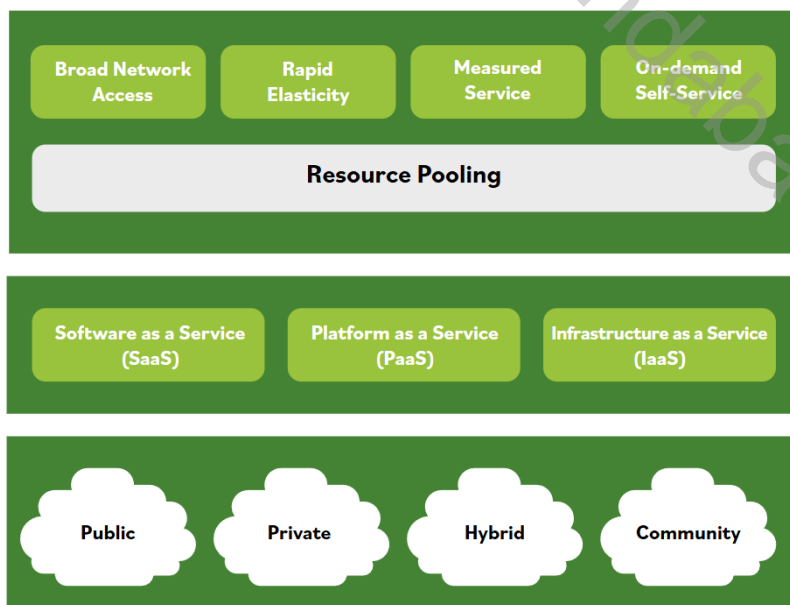 Broad Network
Access
Rapid
Elasticity
Measured
Service
On-demand
Self-Service
Resource Pooling
Software as a Service
(SaaS)
Platform as a Service
(PaaS)
Infrastructure as a Service
(IaaS)
Public
Private
Hybrid
Community